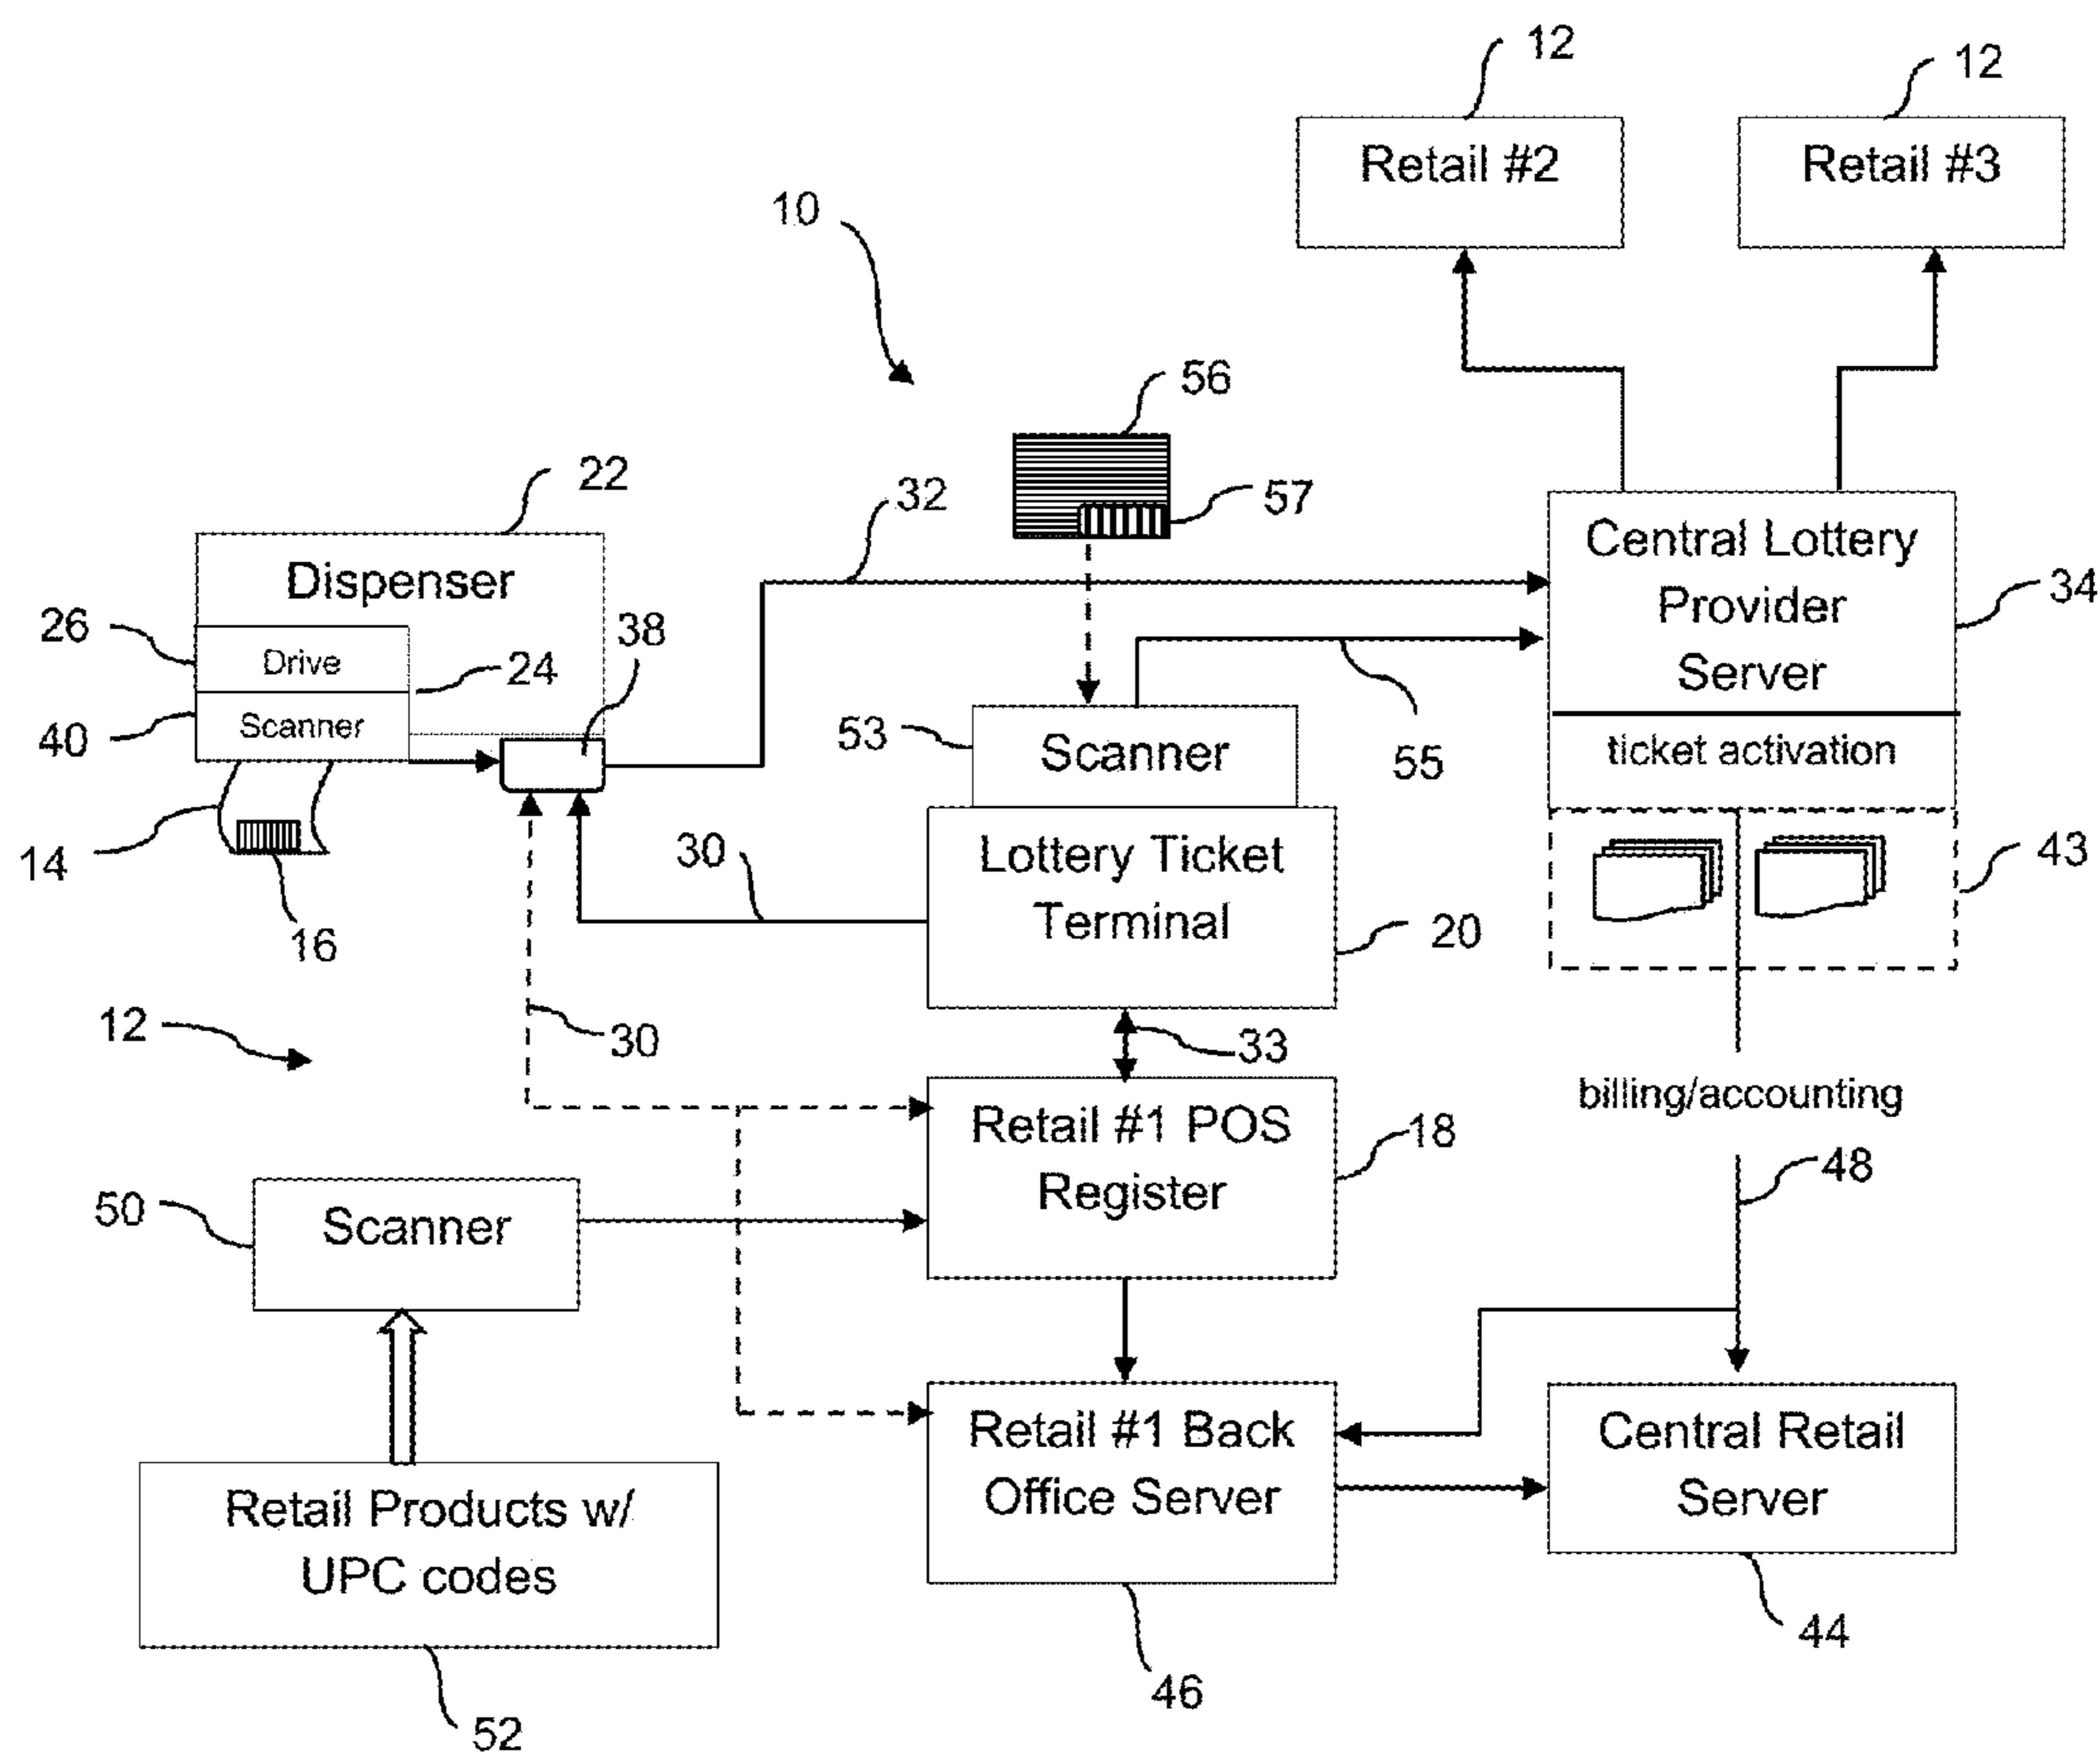 12
12
Retail #2
Retail #3
10
56
22
32
57
Central Lottery
Provider
Server
34
Dispenser
26
Drive
24
38
40
Scanner
53
Scanner
55
ticket activation
14
16
30
Lottery Ticket
Terminal
20
43
12
30
33
billing/accounting
Retail #1 POS
Register
18
48
50
Scanner
Retail #1 Back
Office Server
Central Retail
Server
Retail Products w/
UPC codes
44
46
52